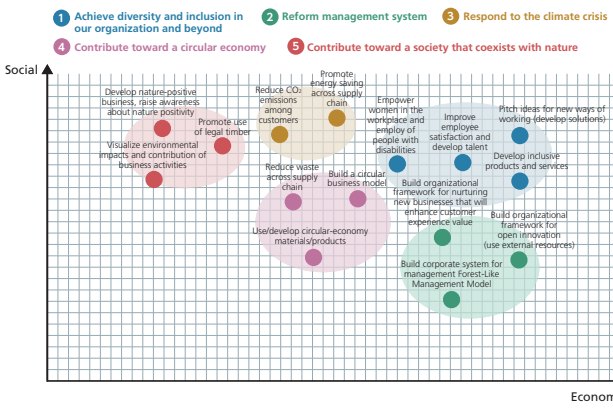 1 Achieve diversity and inclusion in
our organization and beyond
2 Reform management system
3 Respond to the climate crisis
4 Contribute toward a circular economy
5 Contribute toward a society that coexists with nature
Social
Develop nature-positive
business, raise awareness
about nature positivity
Promote use
of legal timber
Visualize environmental
impacts and contribution of
business activities
Reduce CO₂
emissions
among
customers
Promote
energy saving
across supply
chain
Empower
women in the
workplace and
employ of
people with
disabilities
Improve
employee
satisfaction and
develop talent
Pitch ideas for new ways of
working (develop solutions)
Develop inclusive
products and services
Reduce waste
across supply
chain
Build a circular
business model
Use/develop circular-economy
materials/products
Build organizational
framework for nurturing
new businesses that will
enhance customer
experience value
Build organizational
framework for
open innovation
(use external resources)
Build corporate system for
management Forest-Like
Management Model
Econom